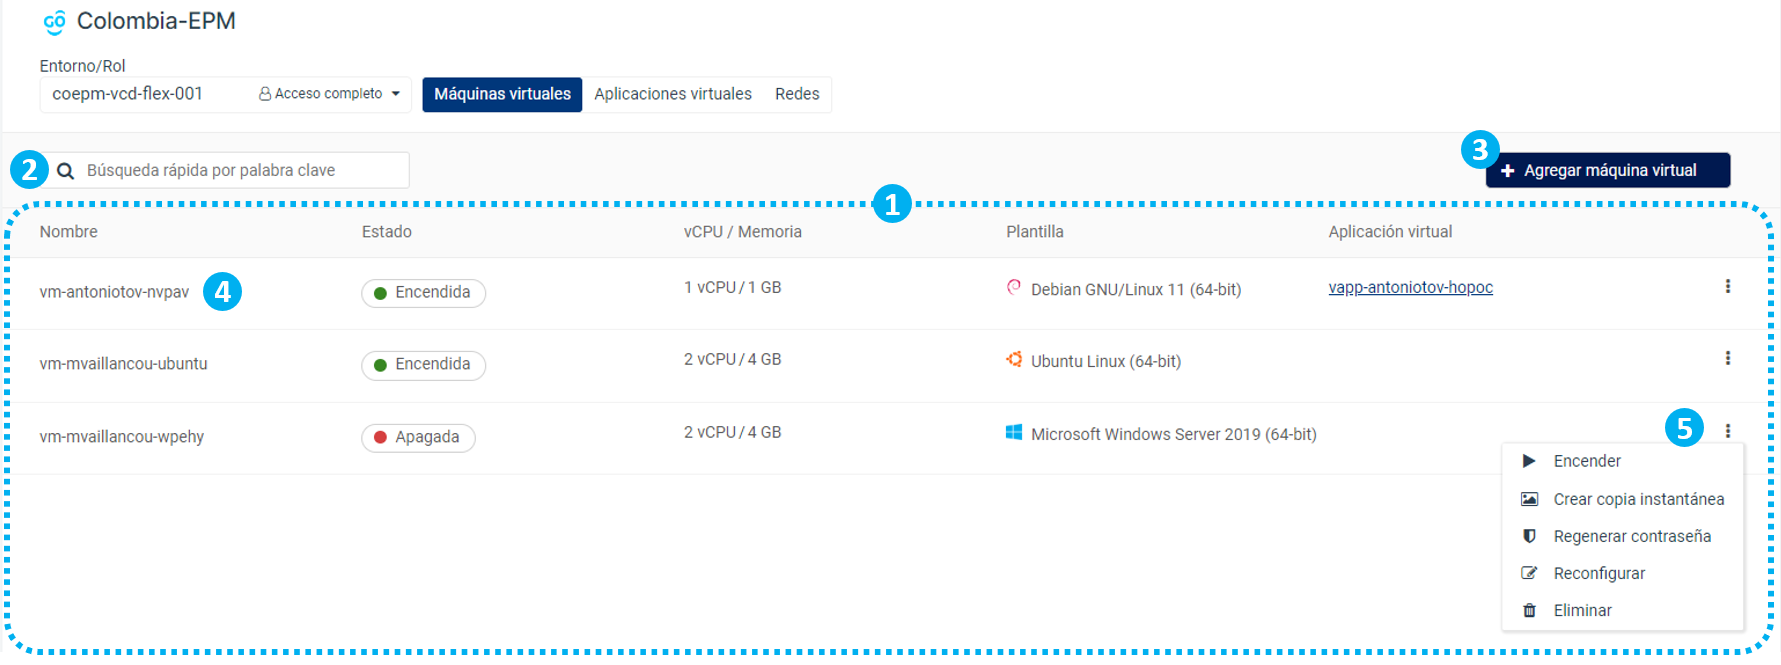 GO Colombia-EPM
Entorno/Rol
coepm-vcd-flex-001 Acceso completo Máquinas virtuales Aplicaciones virtuales Redes
2 Búsqueda rápida por palabra clave 3 + Agregar máquina virtual
1
Nombre Estado vCPU / Memoria Plantilla Aplicación virtual
vm-antoniotov-nvpav 4 Encendida 1 vCPU / 1 GB Debian GNU/Linux 11 (64-bit) vapp-antoniotov-hopoc
vm-mvaillancou-ubuntu Encendida 2 vCPU / 4 GB Ubuntu Linux (64-bit)
vm-mvaillancou-wpehy Apagada 2 vCPU / 4 GB Microsoft Windows Server 2019 (64-bit) 5
Encender
Crear copia instantánea
Regenerar contraseña
Reconfigurar
Eliminar